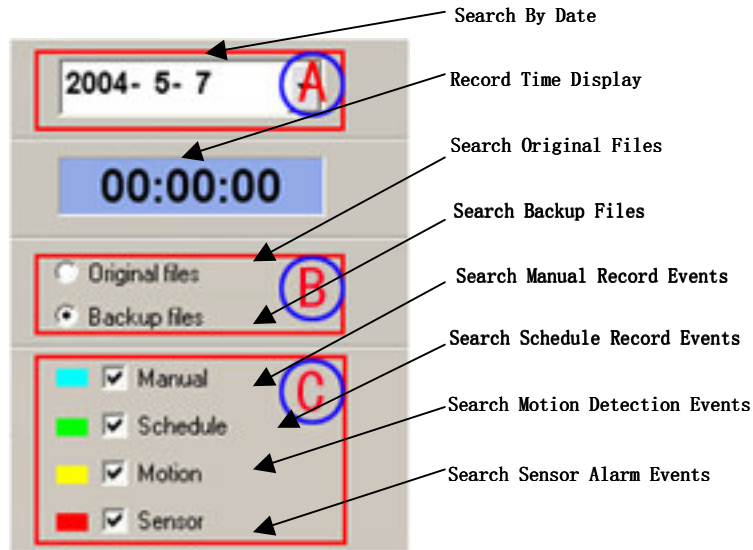 Search By Date
2004- 5- 7
A
Record Time Display
00:00:00
Search Original Files
Search Backup Files
Original files
B
Backup files
Search Manual Record Events
Manual
C
Search Schedule Record Events
Schedule
Search Motion Detection Events
Motion
Search Sensor Alarm Events
Sensor